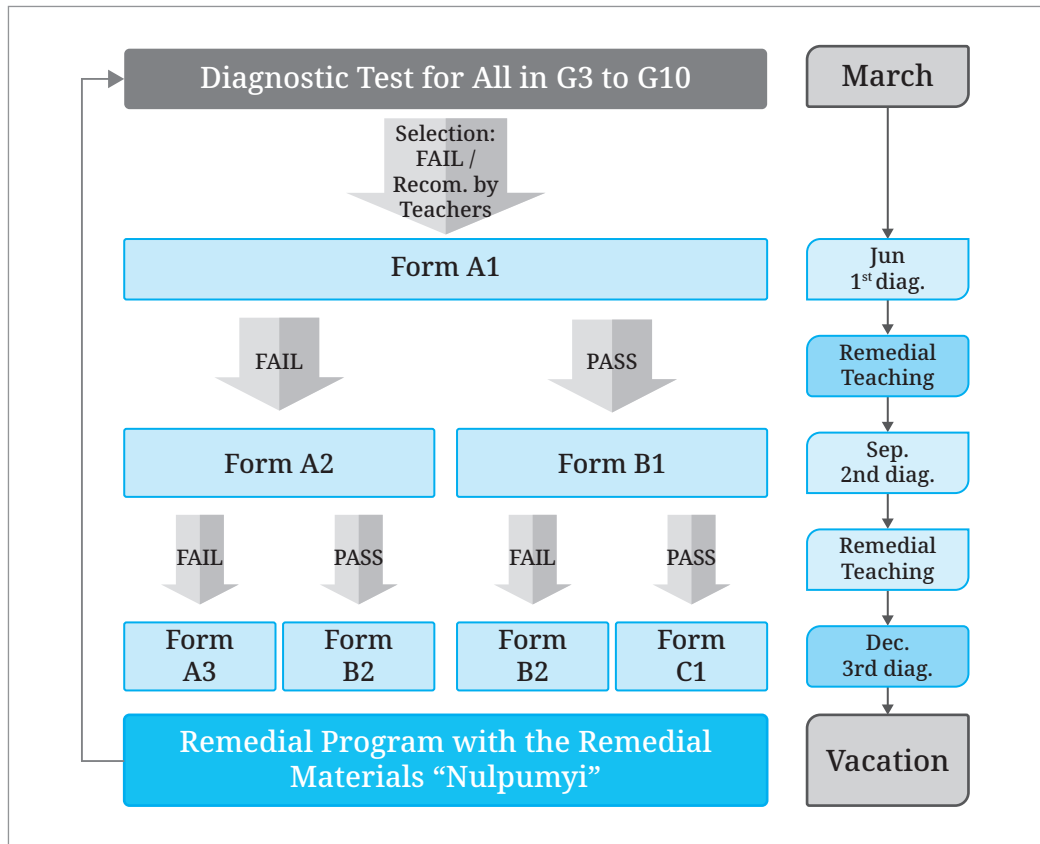 Diagnostic Test for All in G3 to G10
March
Selection:
FAIL /
Recom. by
Teachers
Form A1
Jun
1st diag.
FAIL
PASS
Remedial
Teaching
Form A2
Form B1
Sep.
2nd diag.
FAIL
PASS
FAIL
PASS
Remedial
Teaching
Form
A3
Form
B2
Form
B2
Form
C1
Dec.
3rd diag.
Remedial Program with the Remedial
Materials “Nulpumyi”
Vacation